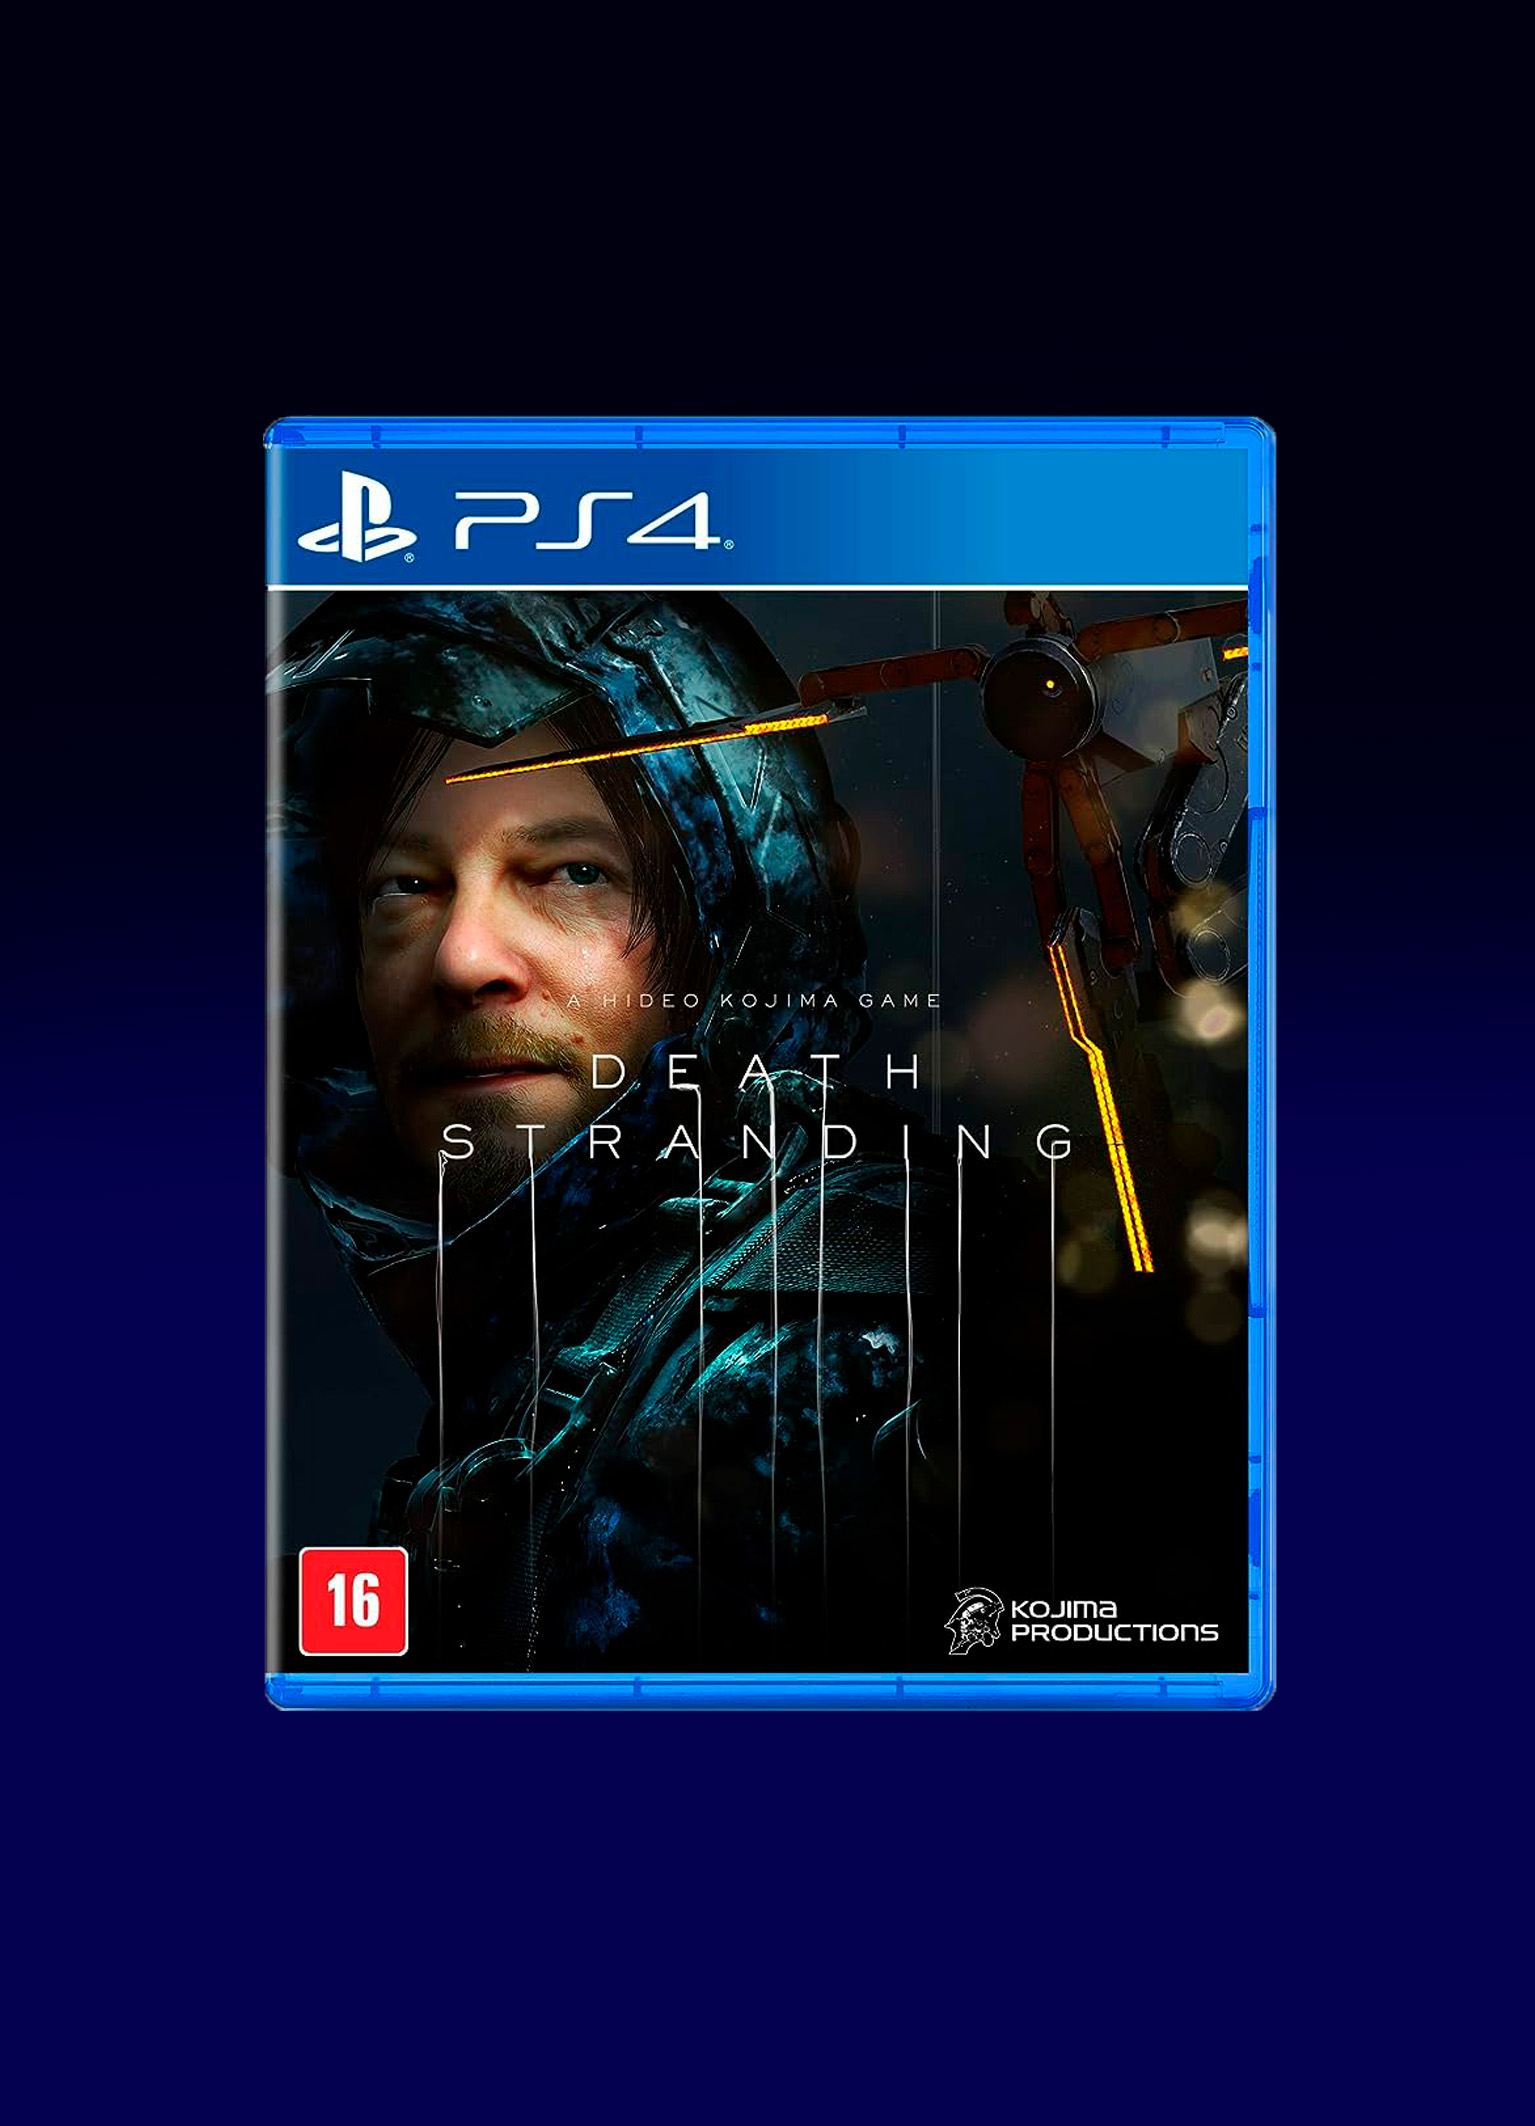 PS4
A HIDEO KOJIMA GAME
DEATH
STRANDING
16
KOJIMA
PRODUCTIONS